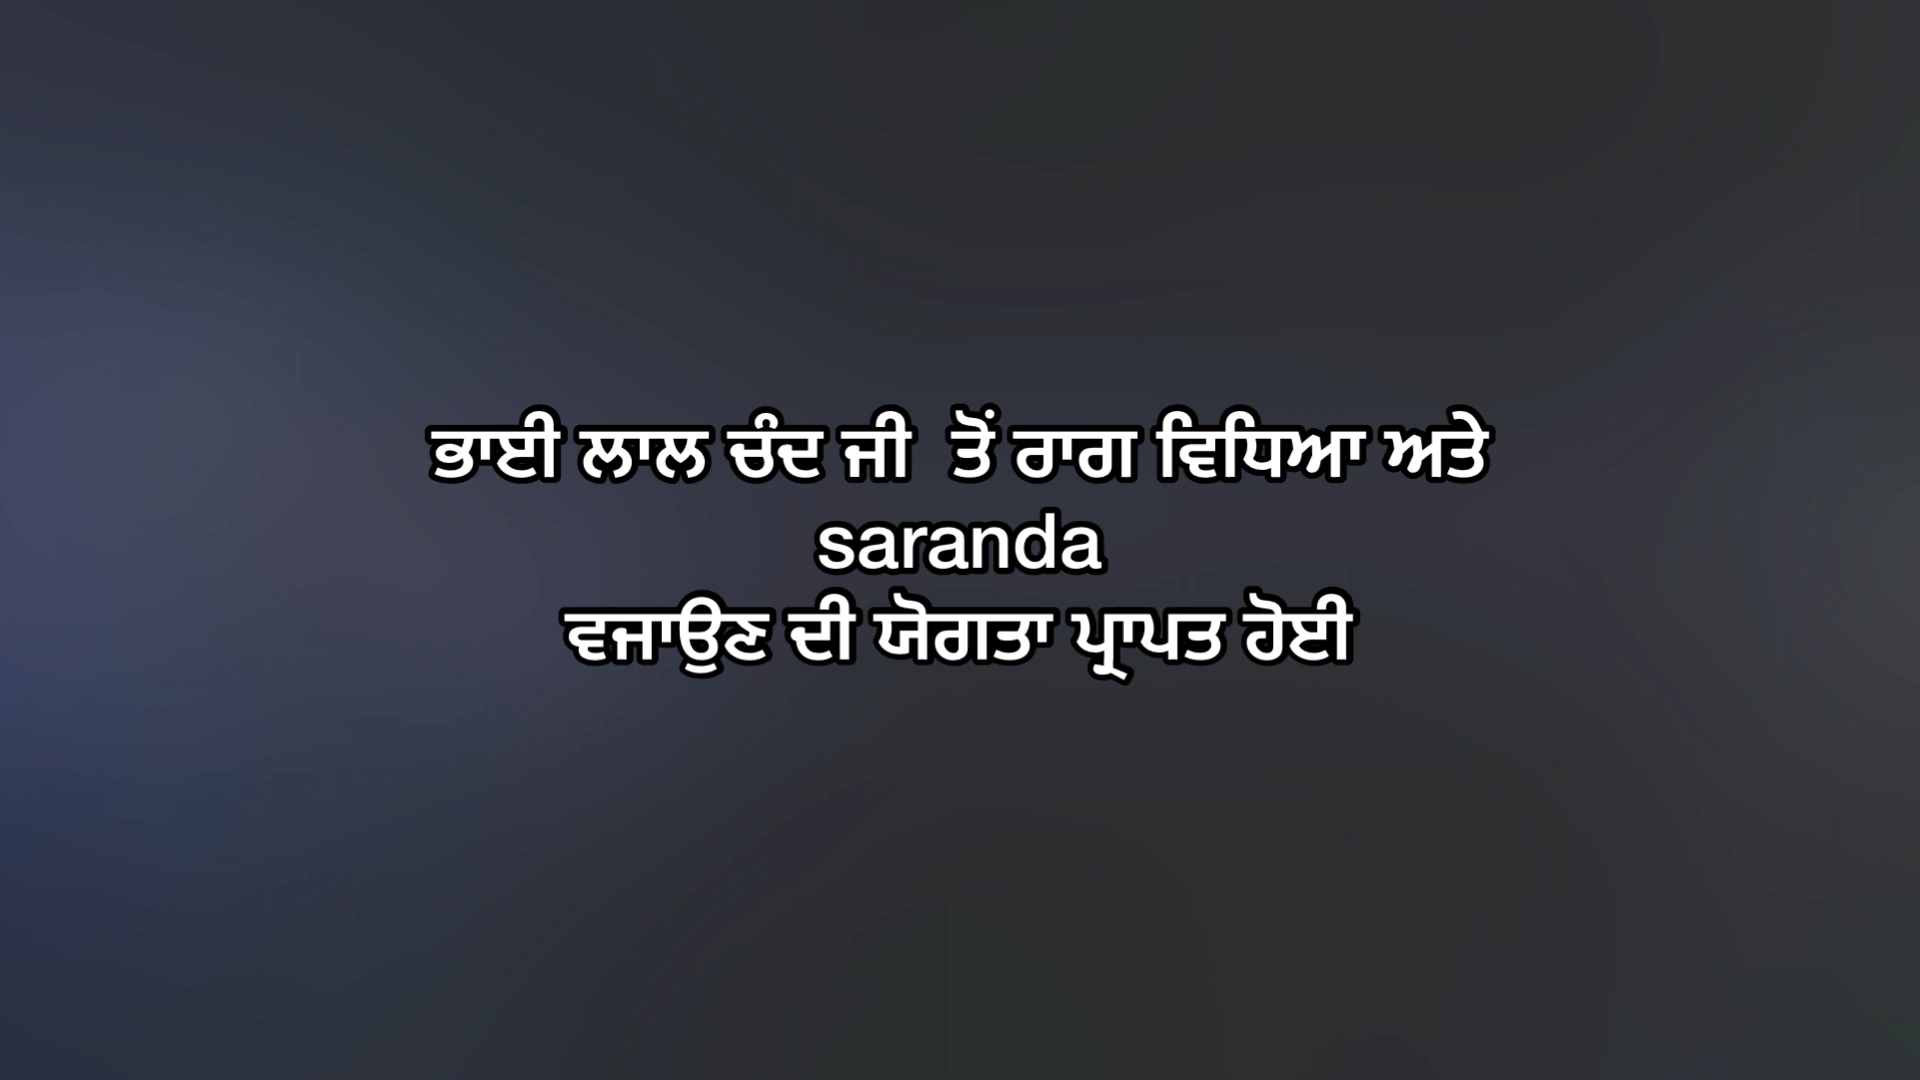 ਭਾਈ ਲਾਲ ਚੰਦ ਜੀ  ਤੋਂ ਰਾਗ ਵਿਧਿਆ ਅਤੇ
saranda
ਵਜਾਉਣ ਦੀ ਯੋਗਤਾ ਪ੍ਰਾਪਤ ਹੋਈ